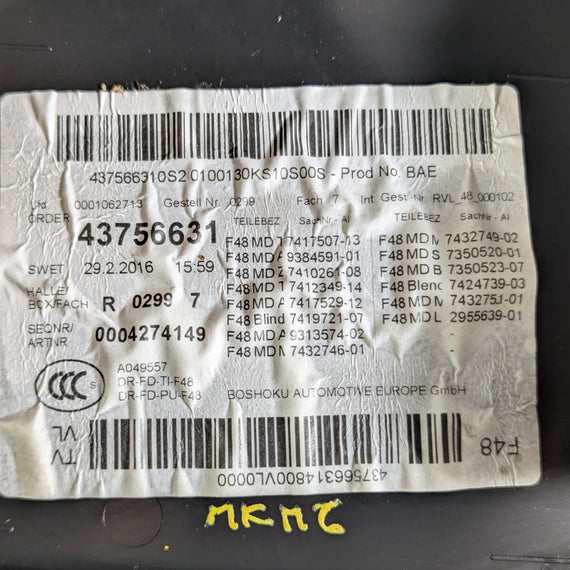 437566310S2 0100130KS10S00S - Prod No. BAE
Lfd. 0001062713 Gestell Nr. 0299 Fach 7 Int Gest -Nr. RVL_48_000102
ORDER 43756631
TEILEBEZ SachNr - AI TEILEBEZ SachNr - AI
F48 MD 7417507-13 F48 MD M 7432749-02
F48 MD A 9384591-01 F48 MD S 7350520-01
F48 MD Z 7410261-08 F48 MD B 7350523-07
F48 MD T 7412349-14 F48 Blend 7424739-03
F48 MD A 7417529-12 F48 MD M 7432751-01
F48 Blind 7419721-07 F48 MD L 2955639-01
F48 MD A 9313574-02 -
F48 MD M 7432746-01 -
SWET 29.2.2016 15:59
HALLE/
BOX/FACH R 0299 7
SEQNR/
ARTNR 0004274149
CCC S
A049557
DR-FD-TI-F48
DR-FD-PU-F48
BOSHOKU AUTOMOTIVE EUROPE GmbH
TV VL
F48
437566314800VL0000
MKM2